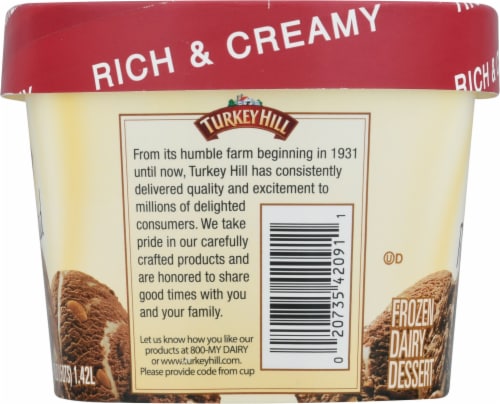 RICH & CREAMY
RICH &
TURKEY HILL
From its humble farm beginning in 1931
until now, Turkey Hill has consistently
delivered quality and excitement to
millions of delighted
consumers. We take
pride in our carefully
crafted products and
are honored to share
good times with you
and your family.
Let us know how you like our
products at 800-MY DAIRY
or www.turkeyhill.com.
Please provide code from cup
0 20735 42091 1
U D
FROZEN
DAIRY
DESSERT
1.42L